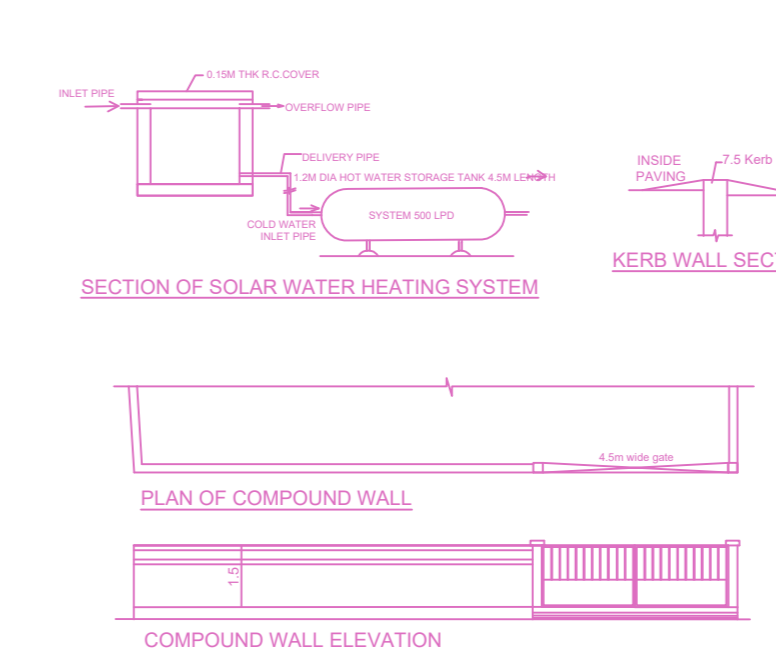 0.15M THK R.C.COVER
INLET PIPE
OVERFLOW PIPE
DELIVERY PIPE
1.2M DIA HOT WATER STORAGE TANK 4.5M LENGTH
COLD WATER
INLET PIPE
SYSTEM 500 LPD
SECTION OF SOLAR WATER HEATING SYSTEM
INSIDE
PAVING
7.5 Kerb
KERB WALL SECT
4.5m wide gate
PLAN OF COMPOUND WALL
1.5
COMPOUND WALL ELEVATION